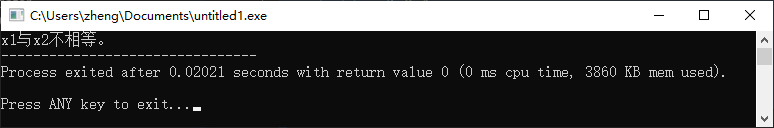 C:\Users\zheng\Documents\untitled1.exe
x1与x2不相等。
--------------------------------
Process exited after 0.02021 seconds with return value 0 (0 ms cpu time, 3860 KB mem used).
Press ANY key to exit...